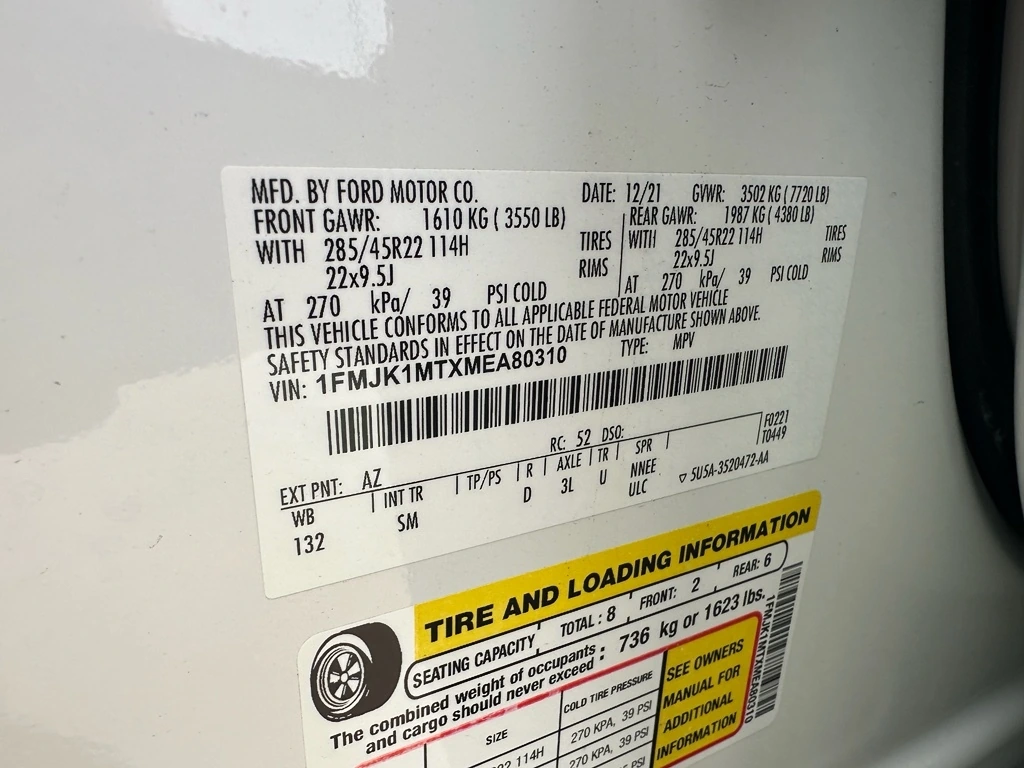 MFD. BY FORD MOTOR CO. DATE: 12/21 GVWR: 3502 KG ( 7720 LB)
FRONT GAWR: 1610 KG ( 3550 LB) REAR GAWR: 1987 KG ( 4380 LB)
WITH 285/45R22 114H TIRES WITH 285/45R22 114H TIRES
22x9.5J RIMS 22x9.5J RIMS
AT 270 kPa/ 39 PSI COLD AT 270 kPa/ 39 PSI COLD
THIS VEHICLE CONFORMS TO ALL APPLICABLE FEDERAL MOTOR VEHICLE
SAFETY STANDARDS IN EFFECT ON THE DATE OF MANUFACTURE SHOWN ABOVE.
VIN: 1FMJK1MTXMEA80310 TYPE: MPV
EXT PNT: AZ RC: 52 DSO: F0221
T0449
WB INT TR TP/PS R AXLE TR SPR
132 SM D 3L U NNEE
ULC
5U5A-3520472-AA
TIRE AND LOADING INFORMATION
SEATING CAPACITY TOTAL : 8 FRONT: 2 REAR: 6
The combined weight of occupants
and cargo should never exceed : 736 kg or 1623 lbs.
SIZE COLD TIRE PRESSURE
114H 270 KPA, 39 PSI
270 KPA, 39 PSI
PSI
SEE OWNERS
MANUAL FOR
ADDITIONAL
INFORMATION
1FMJK1MTXMEA80310